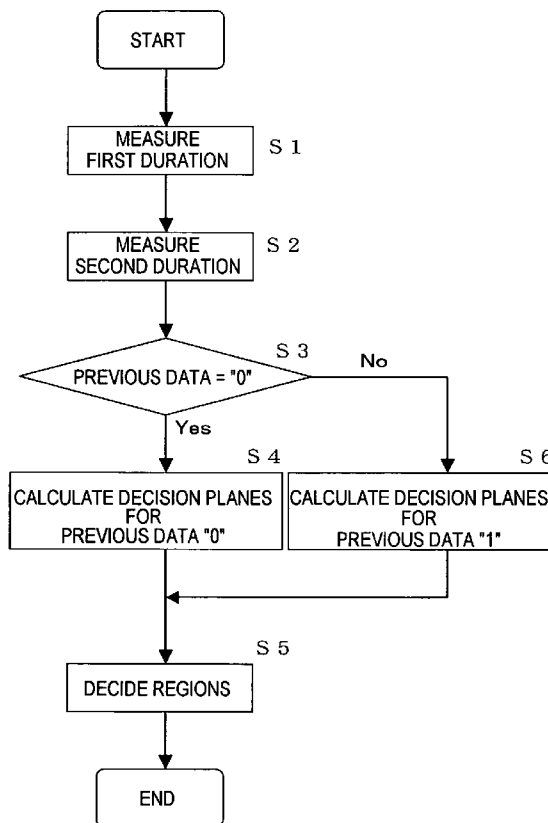 START
MEASURE
FIRST DURATION
S 1
MEASURE
SECOND DURATION
S 2
S 3
PREVIOUS DATA = "0"
No
Yes
S 4
S 6
CALCULATE DECISION PLANES
FOR
PREVIOUS DATA "0"
CALCULATE DECISION PLANES
FOR
PREVIOUS DATA "1"
S 5
DECIDE REGIONS
END